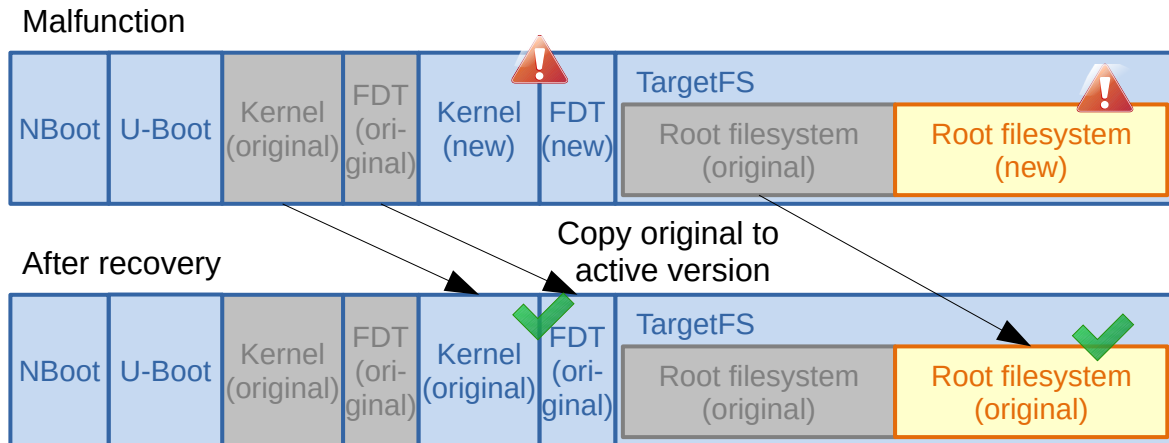 Malfunction
NBoot
U-Boot
Kernel
(original)
FDT
(ori-
ginal)
Kernel
(new)
FDT
(new)
TargetFS
Root filesystem
(original)
Root filesystem
(new)
Copy original to
active version
After recovery
NBoot
U-Boot
Kernel
(original)
FDT
(ori-
ginal)
Kernel
(original)
FDT
(ori-
ginal)
TargetFS
Root filesystem
(original)
Root filesystem
(original)